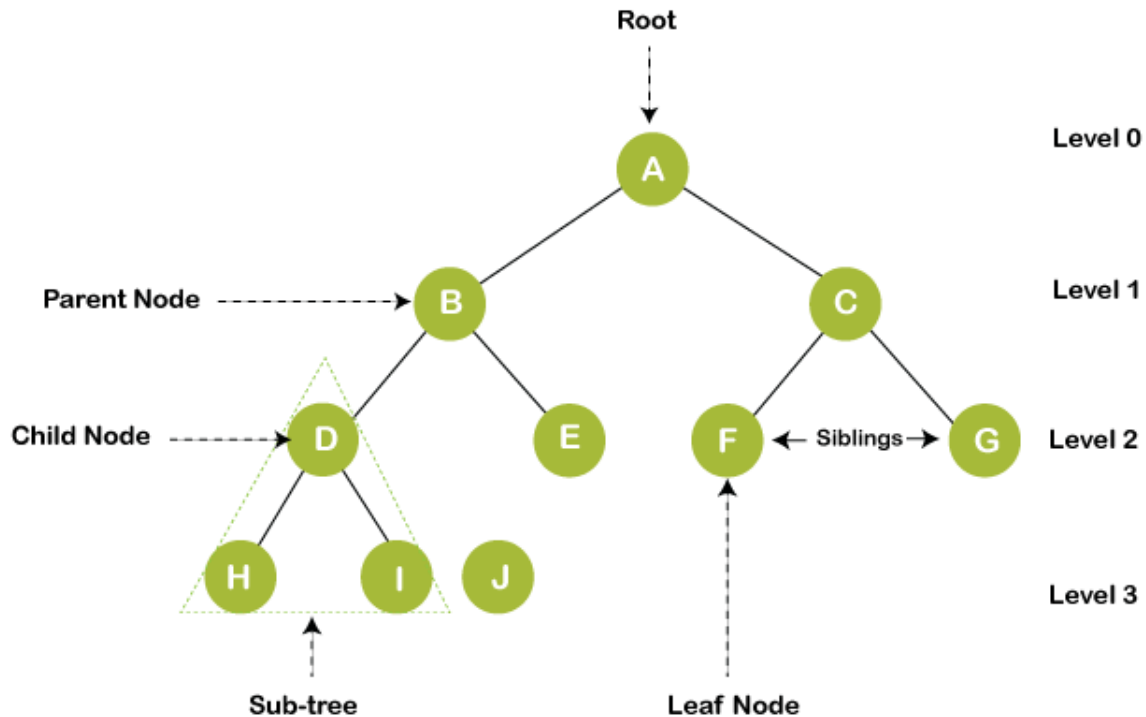 Root
Level 0
A
Level 1
Parent Node
B
C
Child Node
D
E
F
Siblings
G
Level 2
H
I
J
Level 3
Sub-tree
Leaf Node